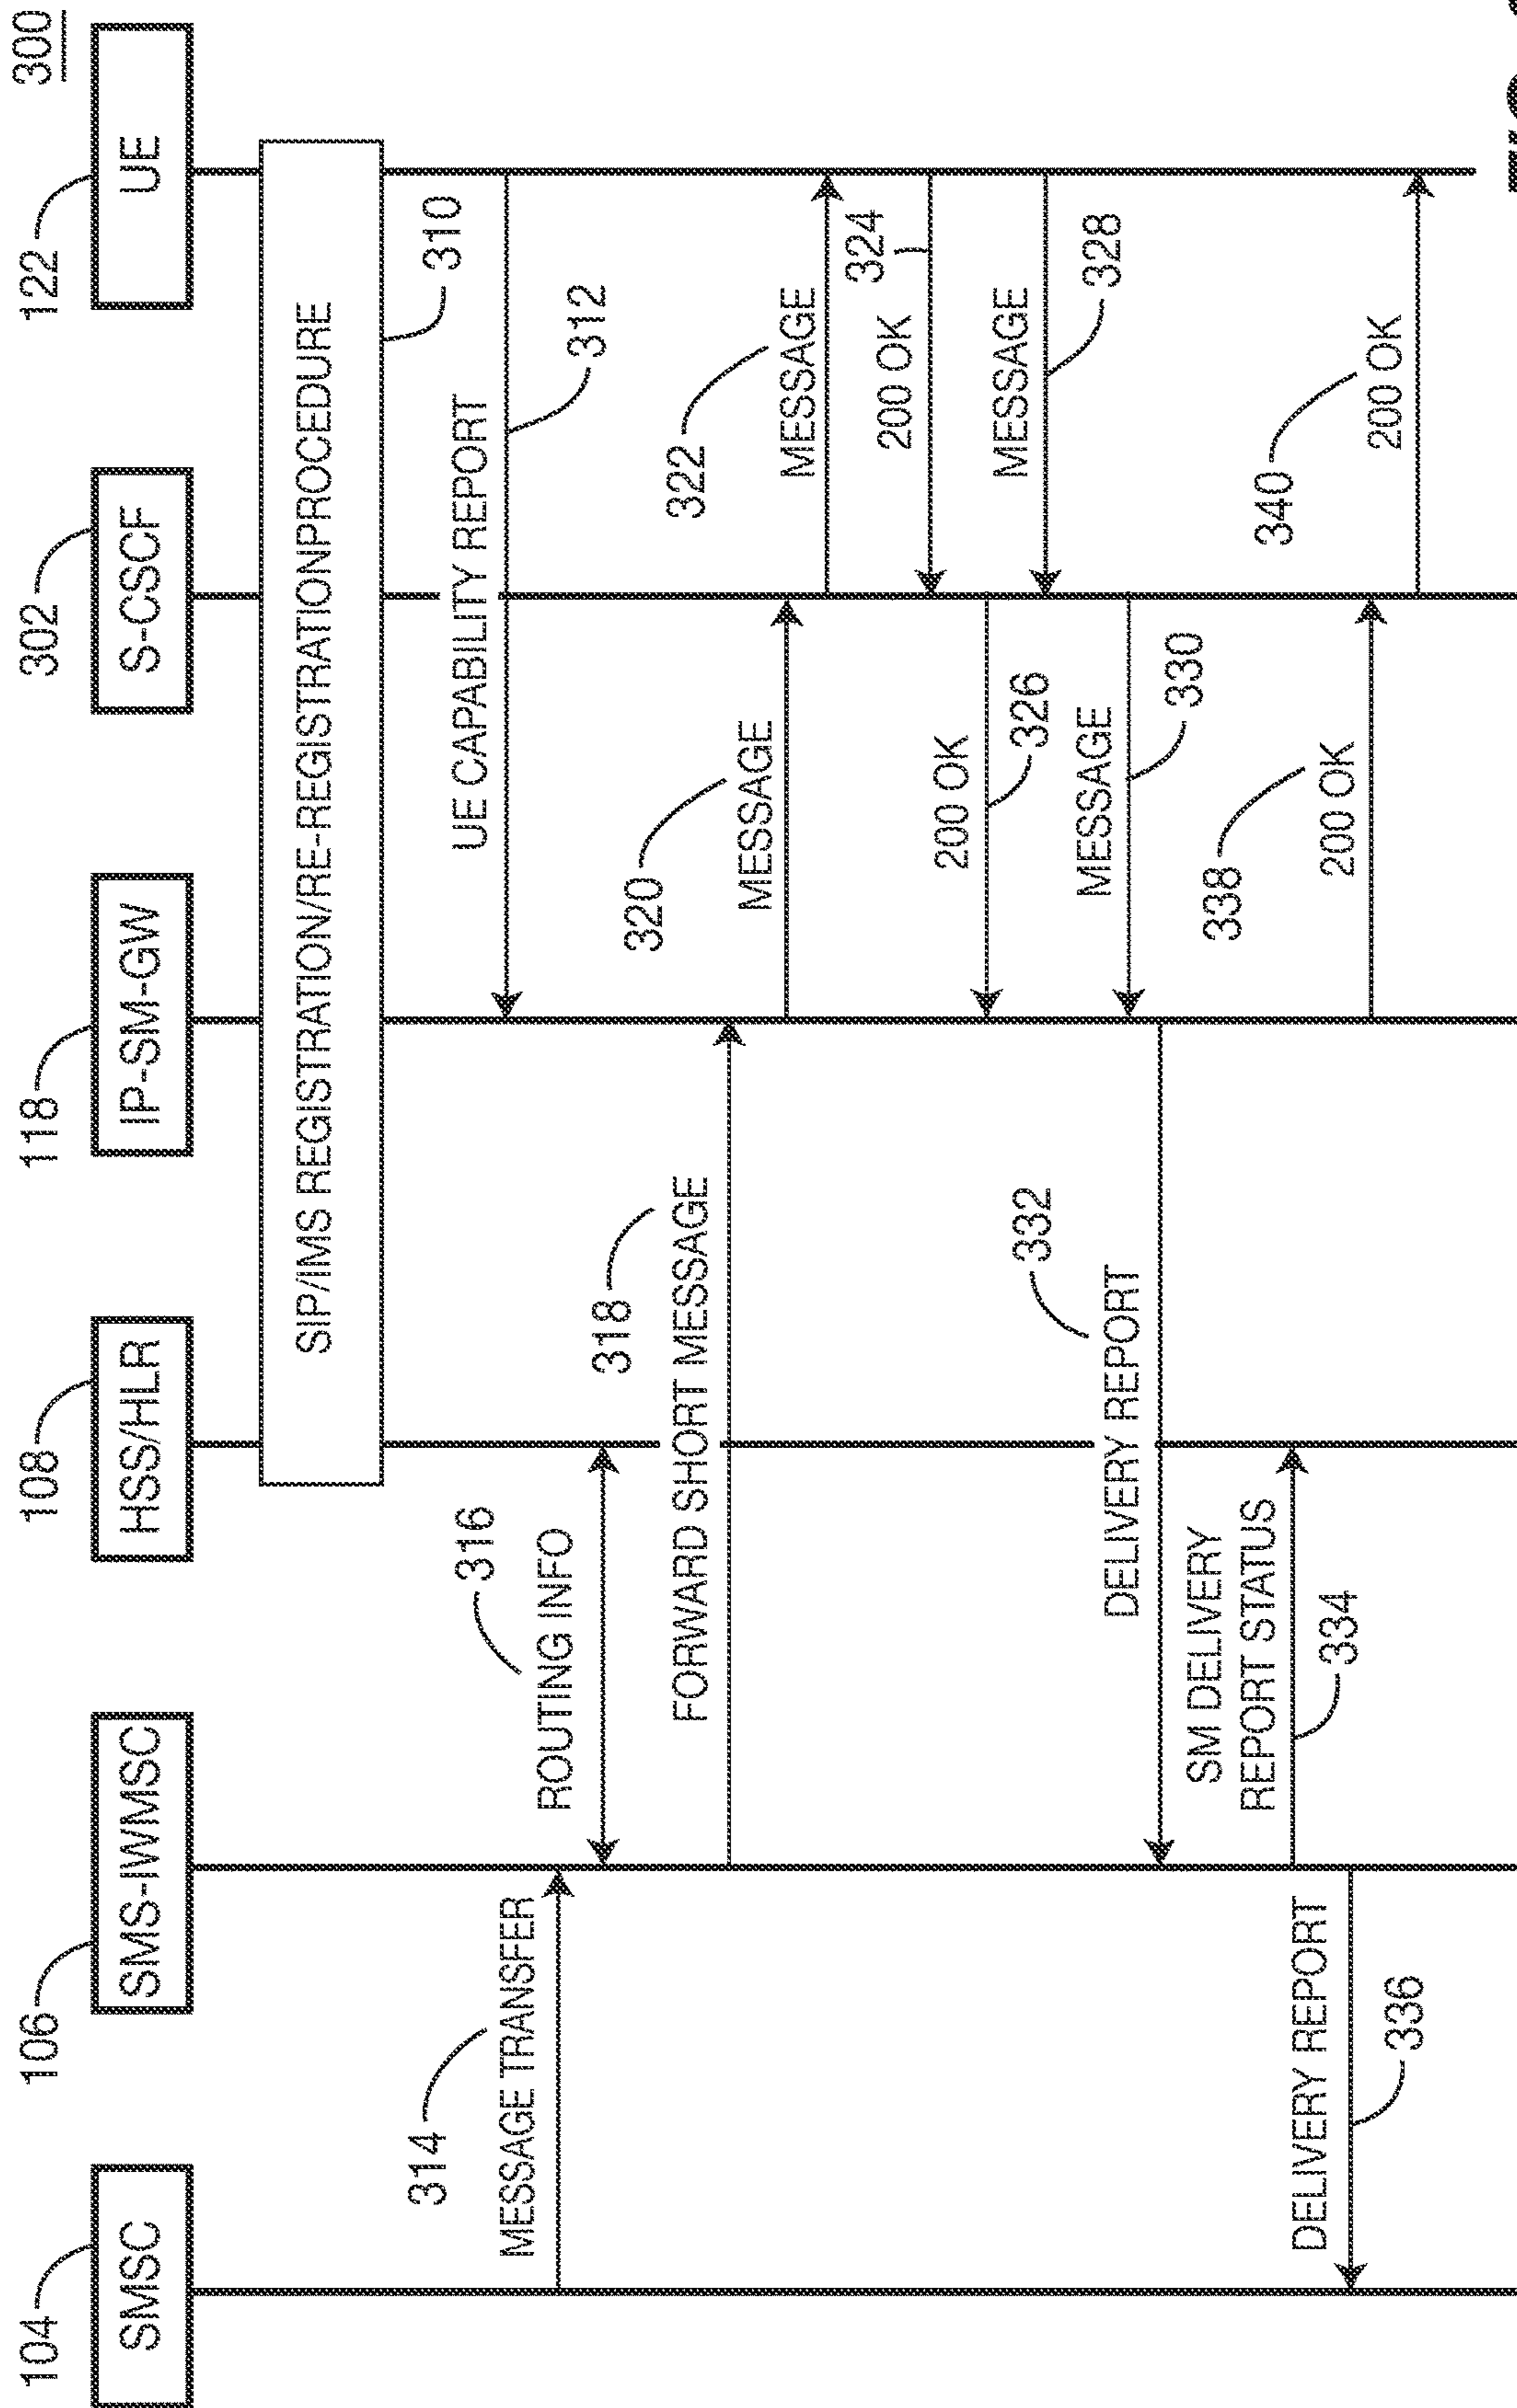 300
104
106
108
118
302
122
SMSC
SMS-IWMSC
HSS/HLR
IP-SM-GW
S-CSCF
UE
SIP/IMS REGISTRATION/RE-REGISTRATIONPROCEDURE
310
UE CAPABILITY REPORT
312
314
MESSAGE TRANSFER
316
ROUTING INFO
318
FORWARD SHORT MESSAGE
320
MESSAGE
322
MESSAGE
324
200 OK
200 OK
326
MESSAGE
328
MESSAGE
330
332
DELIVERY REPORT
SM DELIVERY
REPORT STATUS
334
DELIVERY REPORT
336
338
200 OK
340
200 OK